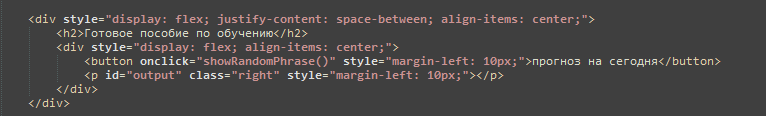 <div style="display: flex; justify-content: space-between; align-items: center;">
<h2>Готовое пособие по обучению</h2>
<div style="display: flex; align-items: center;">
<button onclick="showRandomPhrase()" style="margin-left: 10px;">прогноз на сегодня</button>
<p id="output" class="right" style="margin-left: 10px;"></p>
</div>
</div>